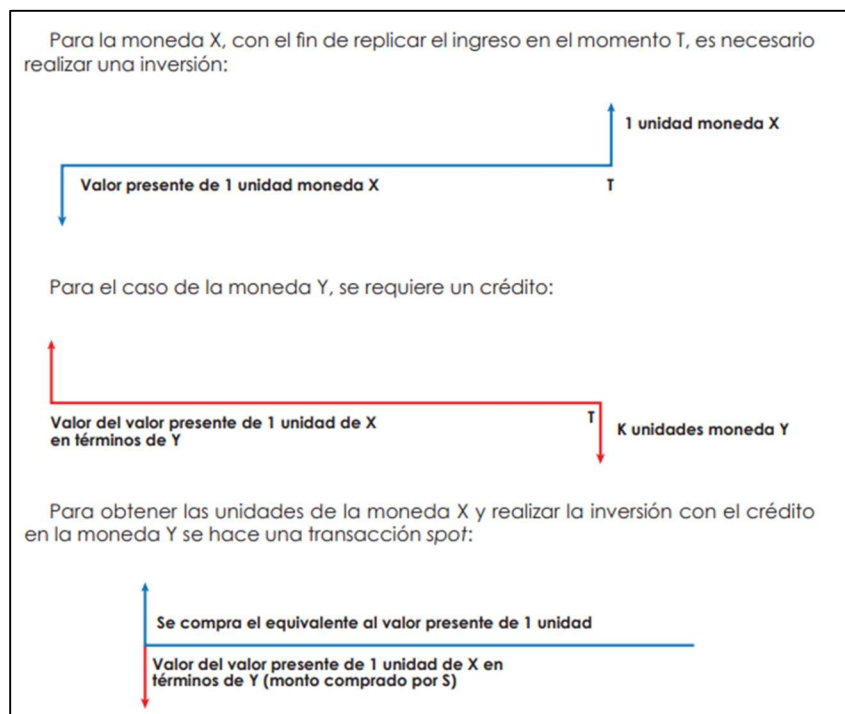 Para la moneda X, con el fin de replicar el ingreso en el momento T, es necesario
realizar una inversión:
1 unidad moneda X
Valor presente de 1 unidad moneda X
T
Para el caso de la moneda Y, se requiere un crédito:
Valor del valor presente de 1 unidad de X
en términos de Y
T
K unidades moneda Y
Para obtener las unidades de la moneda X y realizar la inversión con el crédito
en la moneda Y se hace una transacción spot:
Se compra el equivalente al valor presente de 1 unidad
Valor del valor presente de 1 unidad de X en
términos de Y (monto comprado por S)